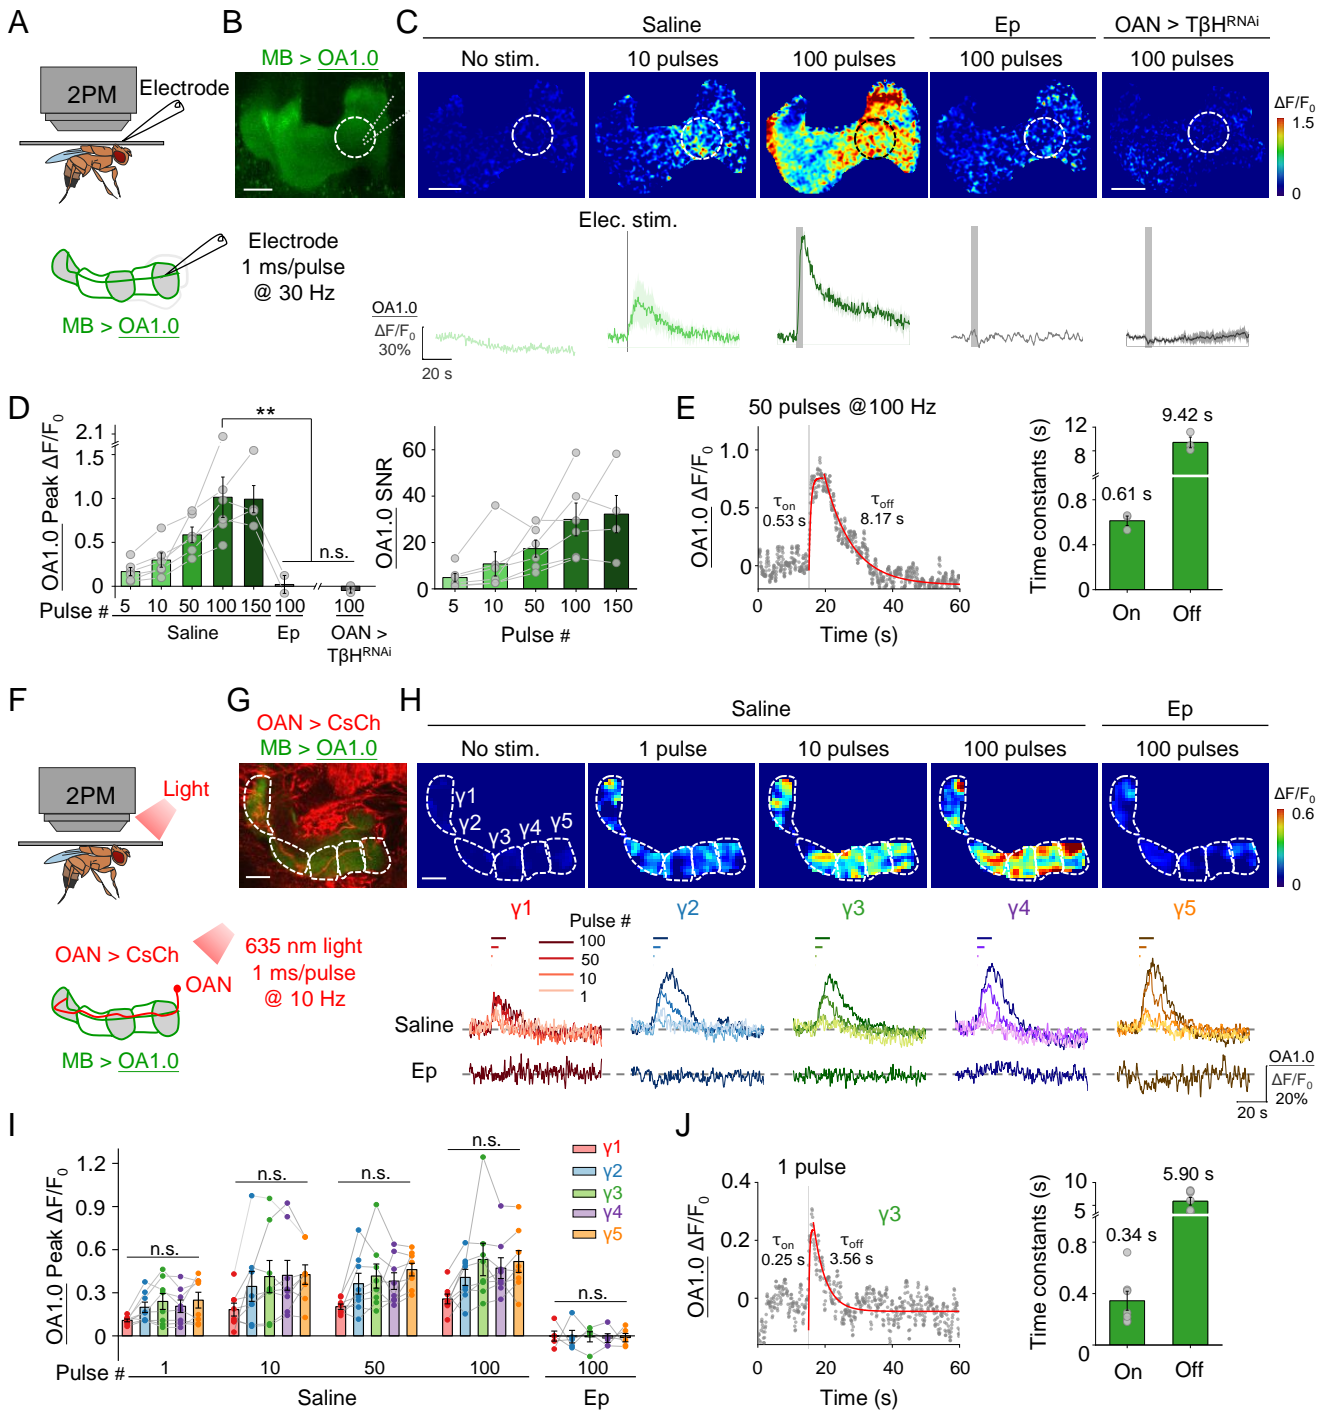 A
2PM
Electrode
Electrode
1 ms/pulse
@ 30 Hz
MB > OA1.0
B
MB > OA1.0
C
Saline
Ep
OAN > TβH^RNAi
No stim.
10 pulses
100 pulses
100 pulses
100 pulses
ΔF/F₀
1.5
0
Elec. stim.
OA1.0
ΔF/F₀
30%
20 s
D
OA1.0 Peak ΔF/F₀
2.1
1.5
1.0
0.5
0
**
n.s.
Pulse #
5
10
50
100
150
100
100
Saline
Ep
OAN >
TβH^RNAi
OA1.0 SNR
60
40
20
0
5
10
50
100
150
Pulse #
E
50 pulses @100 Hz
OA1.0 ΔF/F₀
1.0
0.5
0
τon
0.53 s
τoff
8.17 s
0
20
40
60
Time (s)
Time constants (s)
12
8
0.8
0.4
0
0.61 s
9.42 s
On
Off
F
2PM
Light
OAN > CsCh
OAN
635 nm light
1 ms/pulse
@ 10 Hz
MB > OA1.0
G
OAN > CsCh
MB > OA1.0
H
Saline
Ep
No stim.
1 pulse
10 pulses
100 pulses
100 pulses
γ1
γ2
γ3
γ4
γ5
ΔF/F₀
0.6
0
γ1
γ2
γ3
γ4
γ5
Pulse #
100
50
10
1
Saline
Ep
OA1.0
ΔF/F₀
20%
20 s
I
OA1.0 Peak ΔF/F₀
1.2
0.9
0.6
0.3
0
n.s.
n.s.
n.s.
n.s.
n.s.
γ1
γ2
γ3
γ4
γ5
Pulse #
1
10
50
100
100
Saline
Ep
J
1 pulse
OA1.0 ΔF/F₀
0.4
0.2
0
γ3
τon
0.25 s
τoff
3.56 s
0
20
40
60
Time (s)
Time constants (s)
10
5
0.8
0.4
0
0.34 s
5.90 s
On
Off